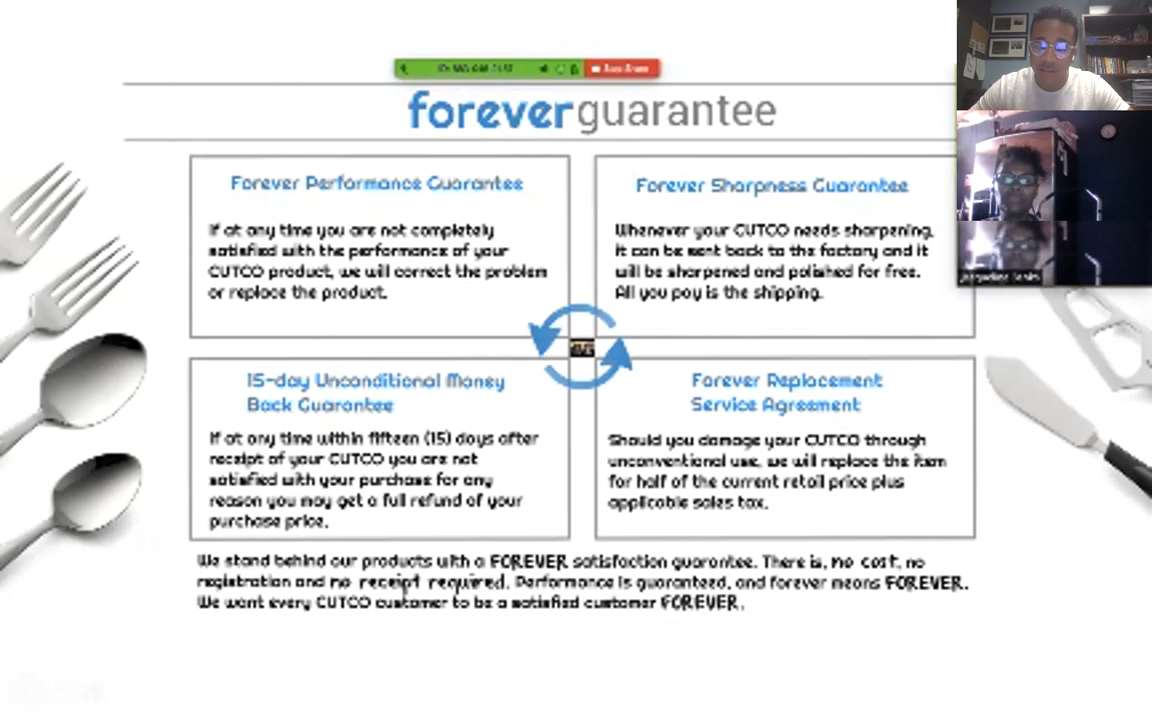 foreverguarantee
Forever Performance Guarantee
If at any time you are not completely
satisfied with the performance of your
CUTCO product, we will correct the problem
or replace the product.
Forever Sharpness Guarantee
Whenever your CUTCO needs sharpening,
it can be sent back to the factory and it
will be sharpened and polished for free.
All you pay is the shipping.
15-day Unconditional Money
Back Guarantee
If at any time within fifteen (15) days after
receipt of your CUTCO you are not
satisfied with your purchase for any
reason you may get a full refund of your
purchase price.
Forever Replacement
Service Agreement
Should you damage your CUTCO through
unconventional use, we will replace the item
for half of the current retail price plus
applicable sales tax.
We stand behind our products with a FOREVER satisfaction guarantee. There is, no cost, no
registration and no receipt required. Performance is guaranteed, and forever means FOREVER.
We want every CUTCO customer to be a satisfied customer FOREVER.